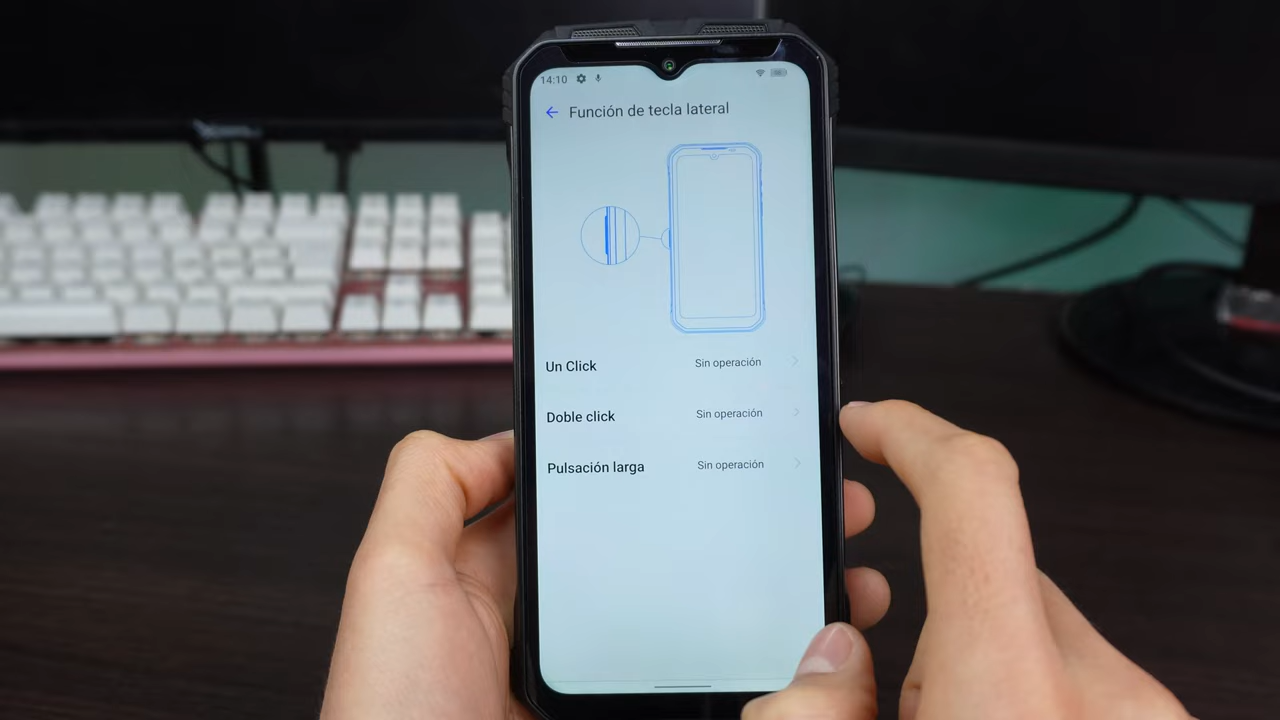 14:10
Función de tecla lateral
Un Click Sin operación
Doble click Sin operación
Pulsación larga Sin operación